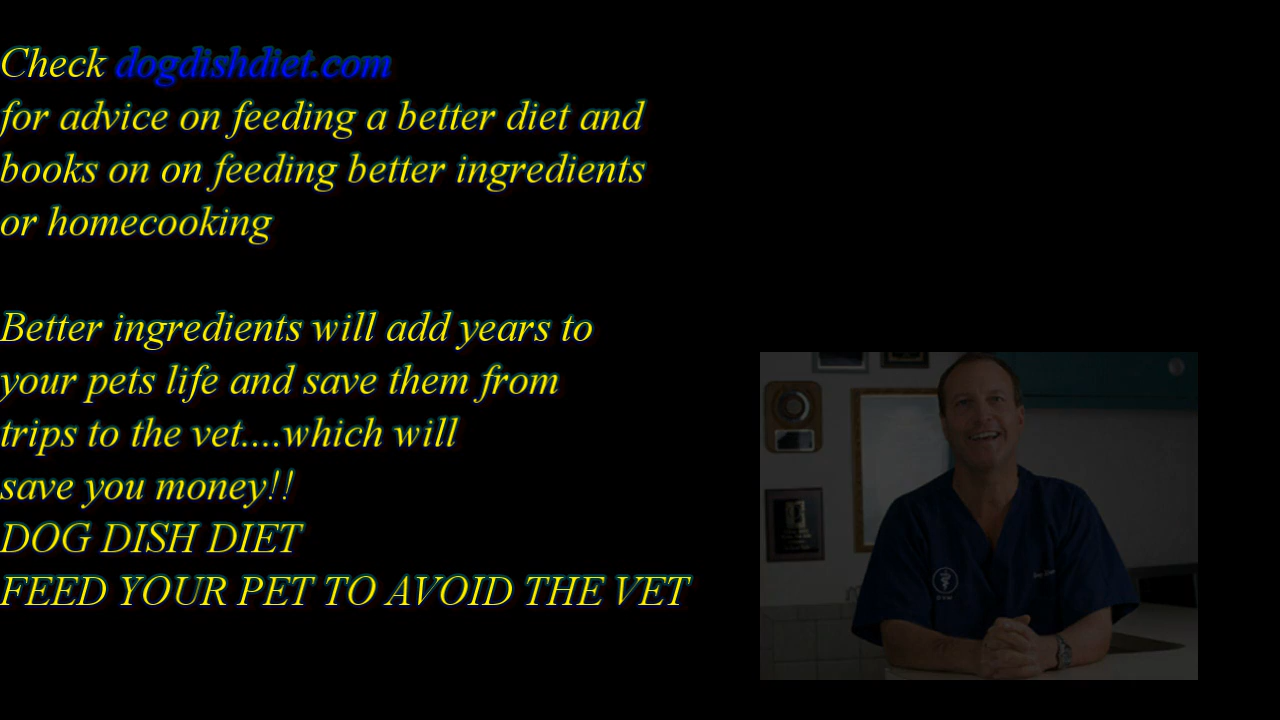 Check dogdishdiet.com
for advice on feeding a better diet and
books on on feeding better ingredients
or homecooking
Better ingredients will add years to
your pets life and save them from
trips to the vet....which will
save you money!!
DOG DISH DIET
FEED YOUR PET TO AVOID THE VET